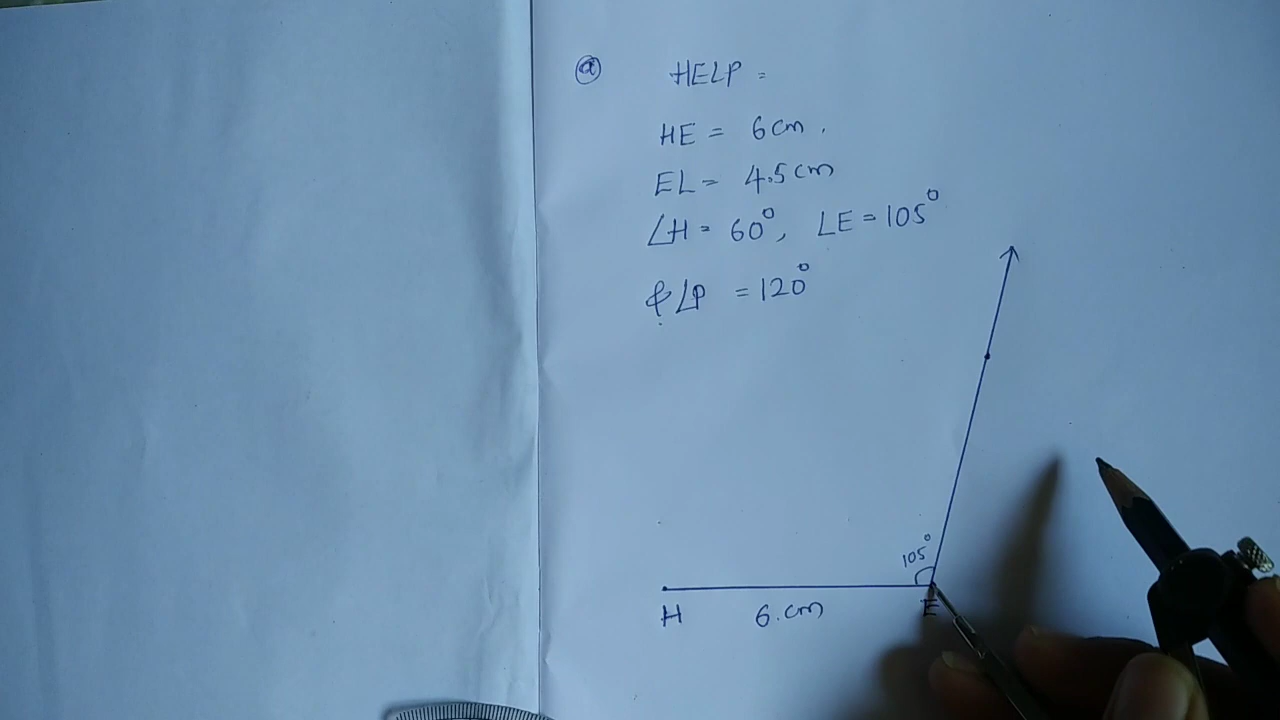 ⓐ HELP =
HE = 6cm.
EL = 4.5cm
∠H = 60°, ∠E = 105°
& ∠P = 120°
105°
H 6.cm E